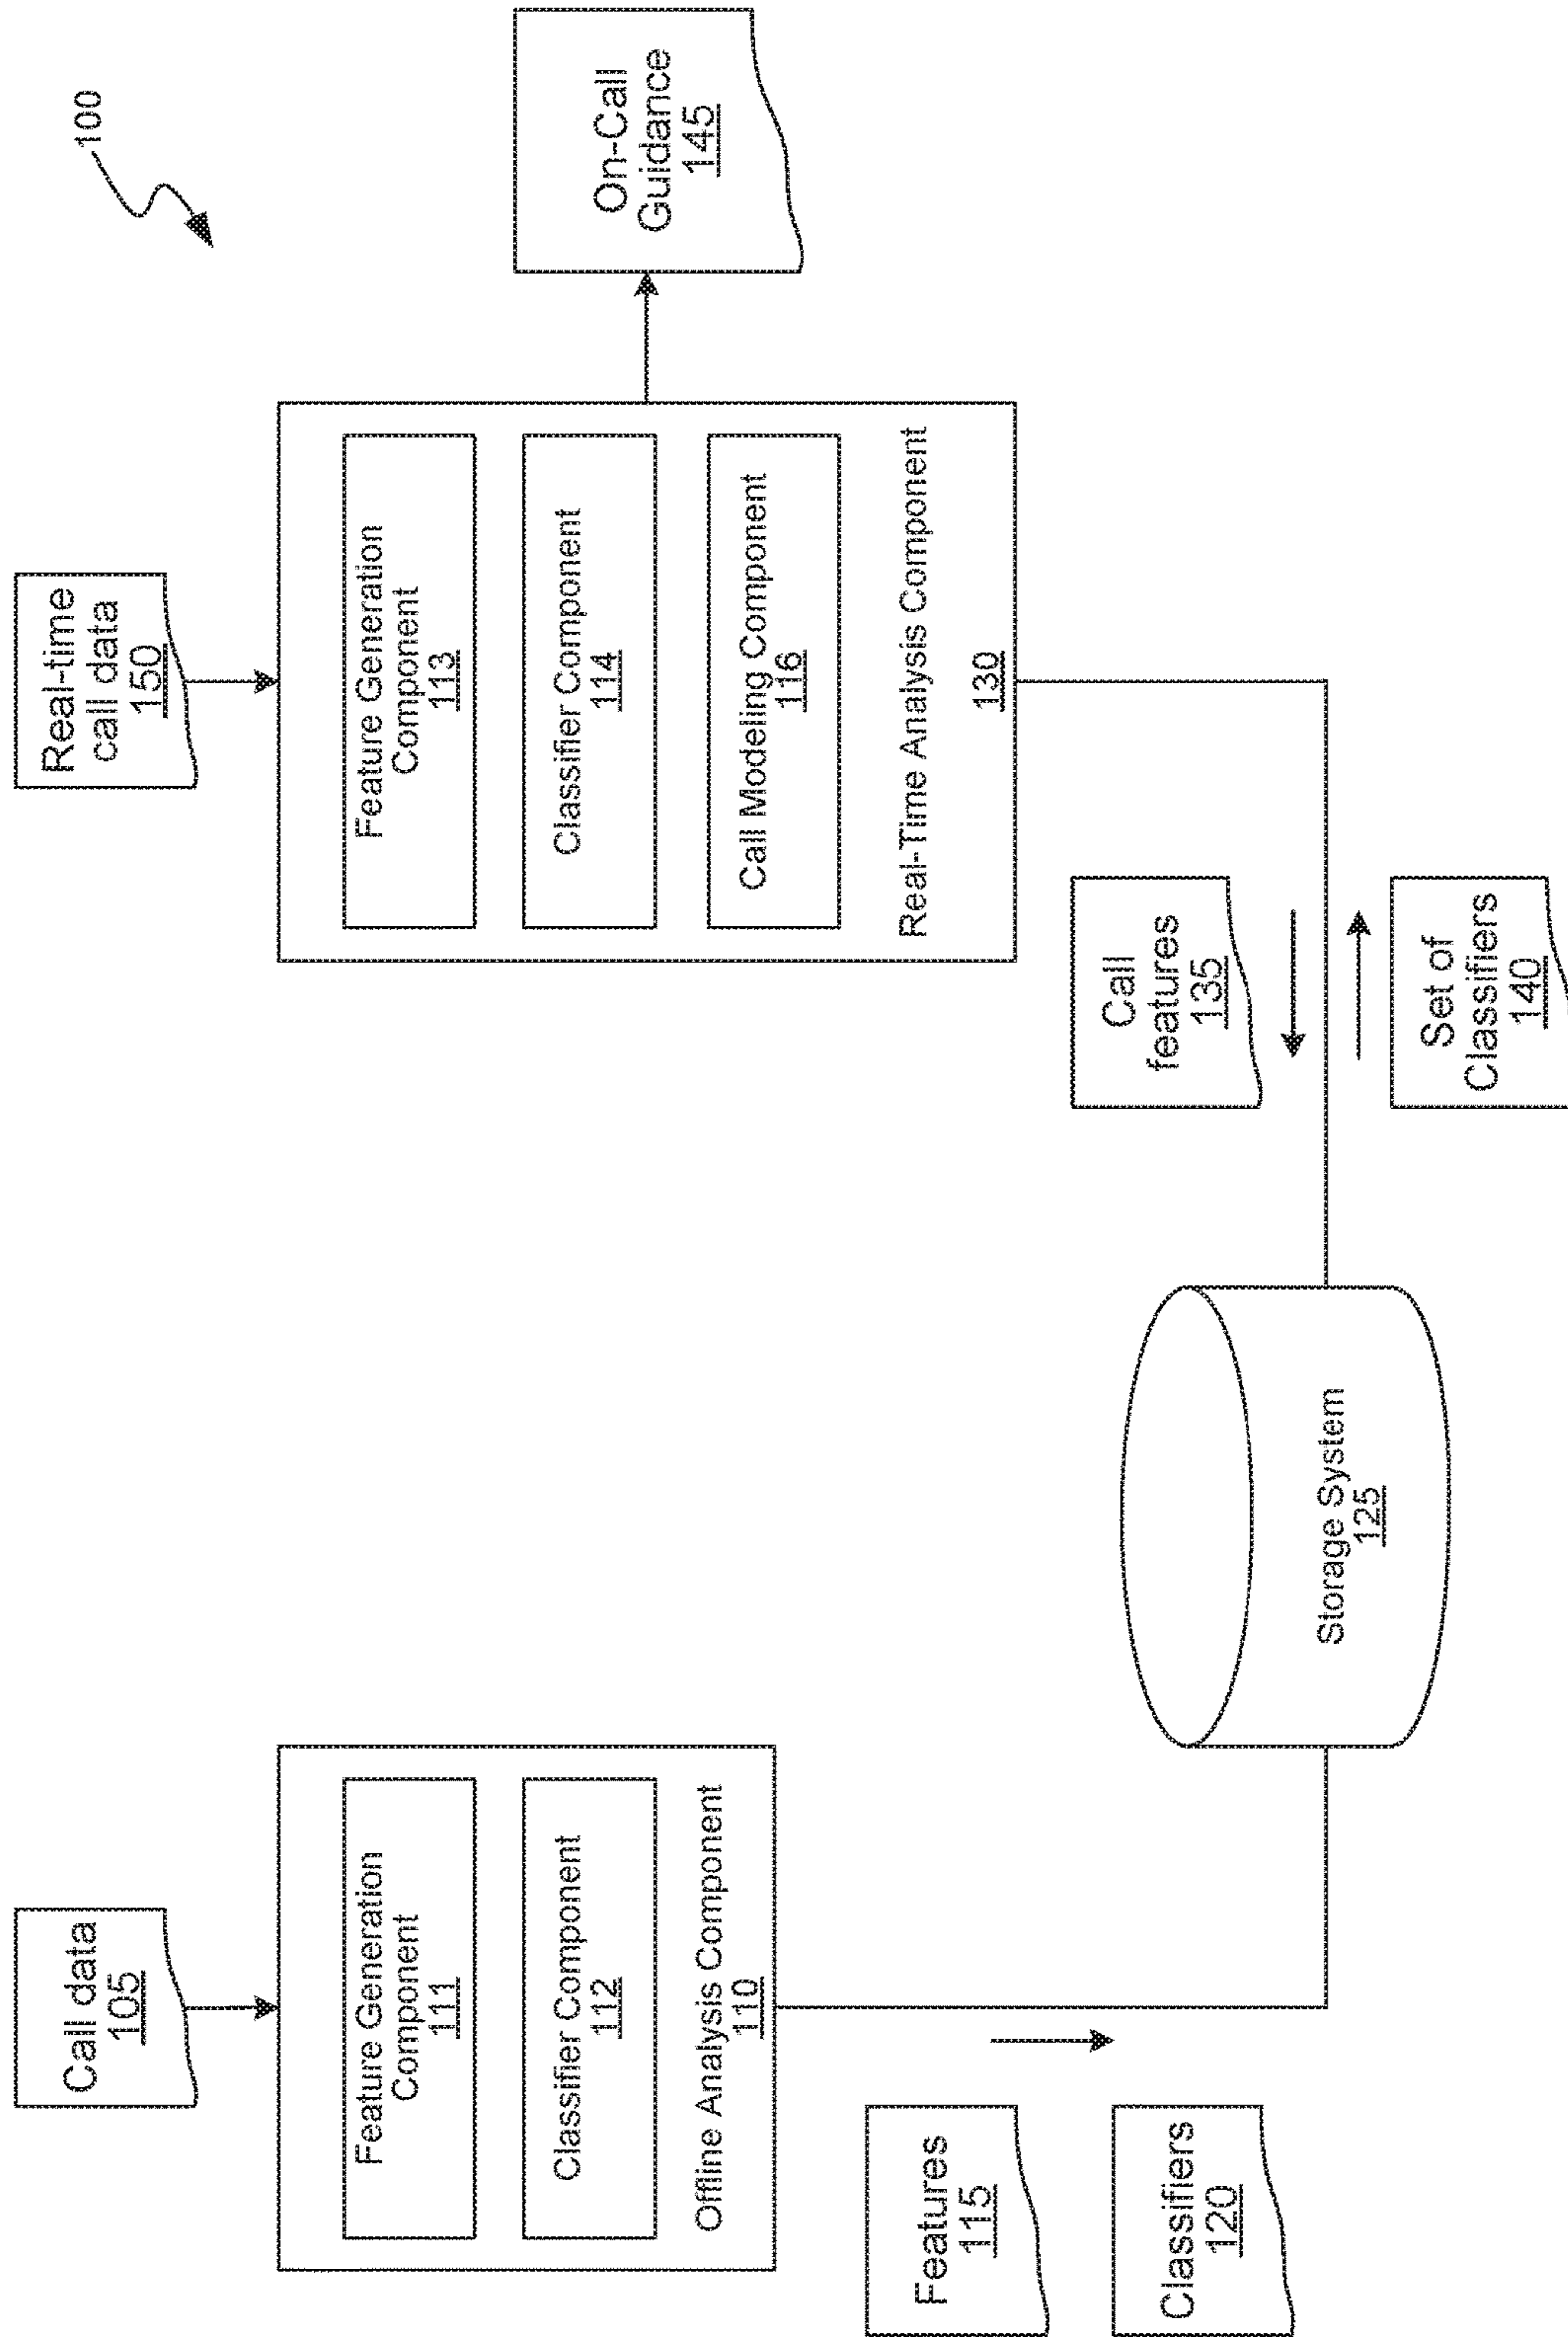 100
Call data
105
Feature Generation
Component
111
Classifier Component
112
Offline Analysis Component
110
Features
115
Classifiers
120
Storage System
125
Real-time
call data
150
Feature Generation
Component
113
Classifier Component
114
Call Modeling Component
116
Real-Time Analysis Component
130
Call
features
135
Set of
Classifiers
140
On-Call
Guidance
145